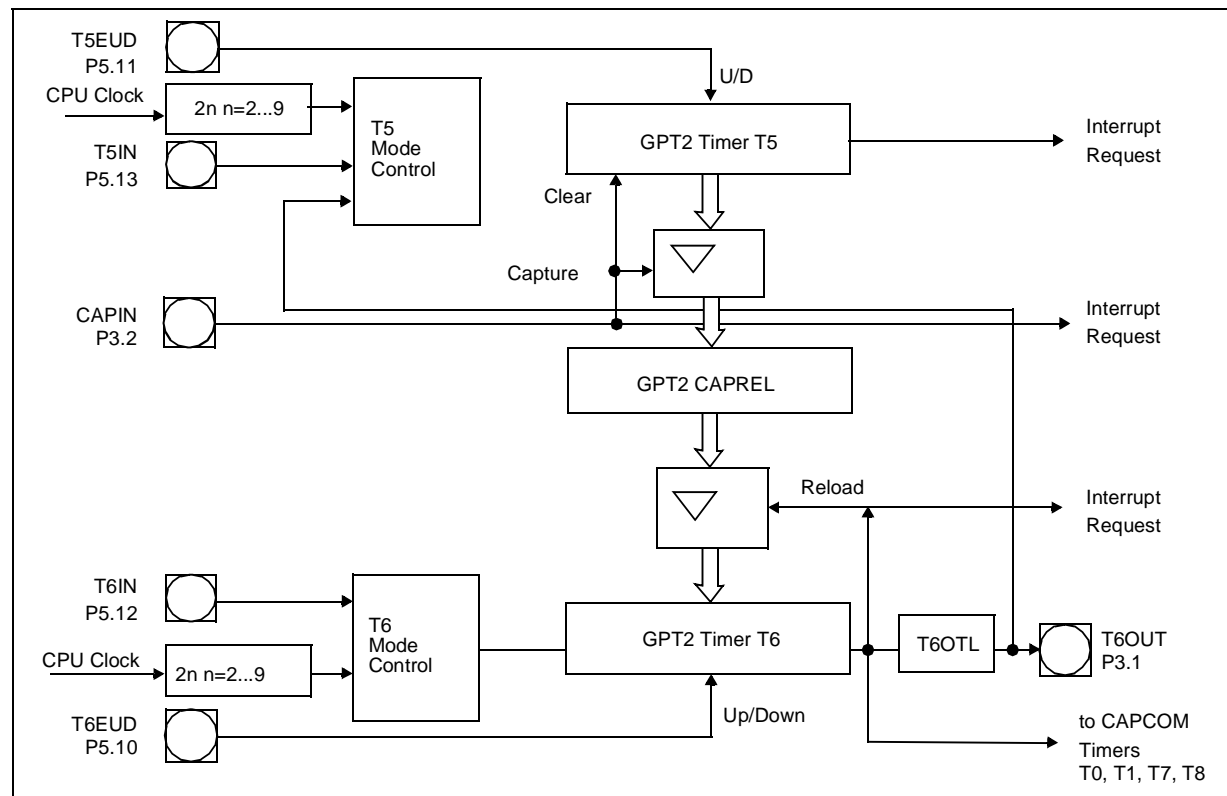 T5EUD
P5.11
CPU Clock
2n n=2...9
T5IN
P5.13
T5
Mode
Control
U/D
GPT2 Timer T5
Interrupt
Request
Clear
Capture
CAPIN
P3.2
Interrupt
Request
GPT2 CAPREL
Reload
Interrupt
Request
T6IN
P5.12
T6
Mode
Control
GPT2 Timer T6
T6OTL
T6OUT
P3.1
CPU Clock
2n n=2...9
T6EUD
P5.10
Up/Down
to CAPCOM
Timers
T0, T1, T7, T8